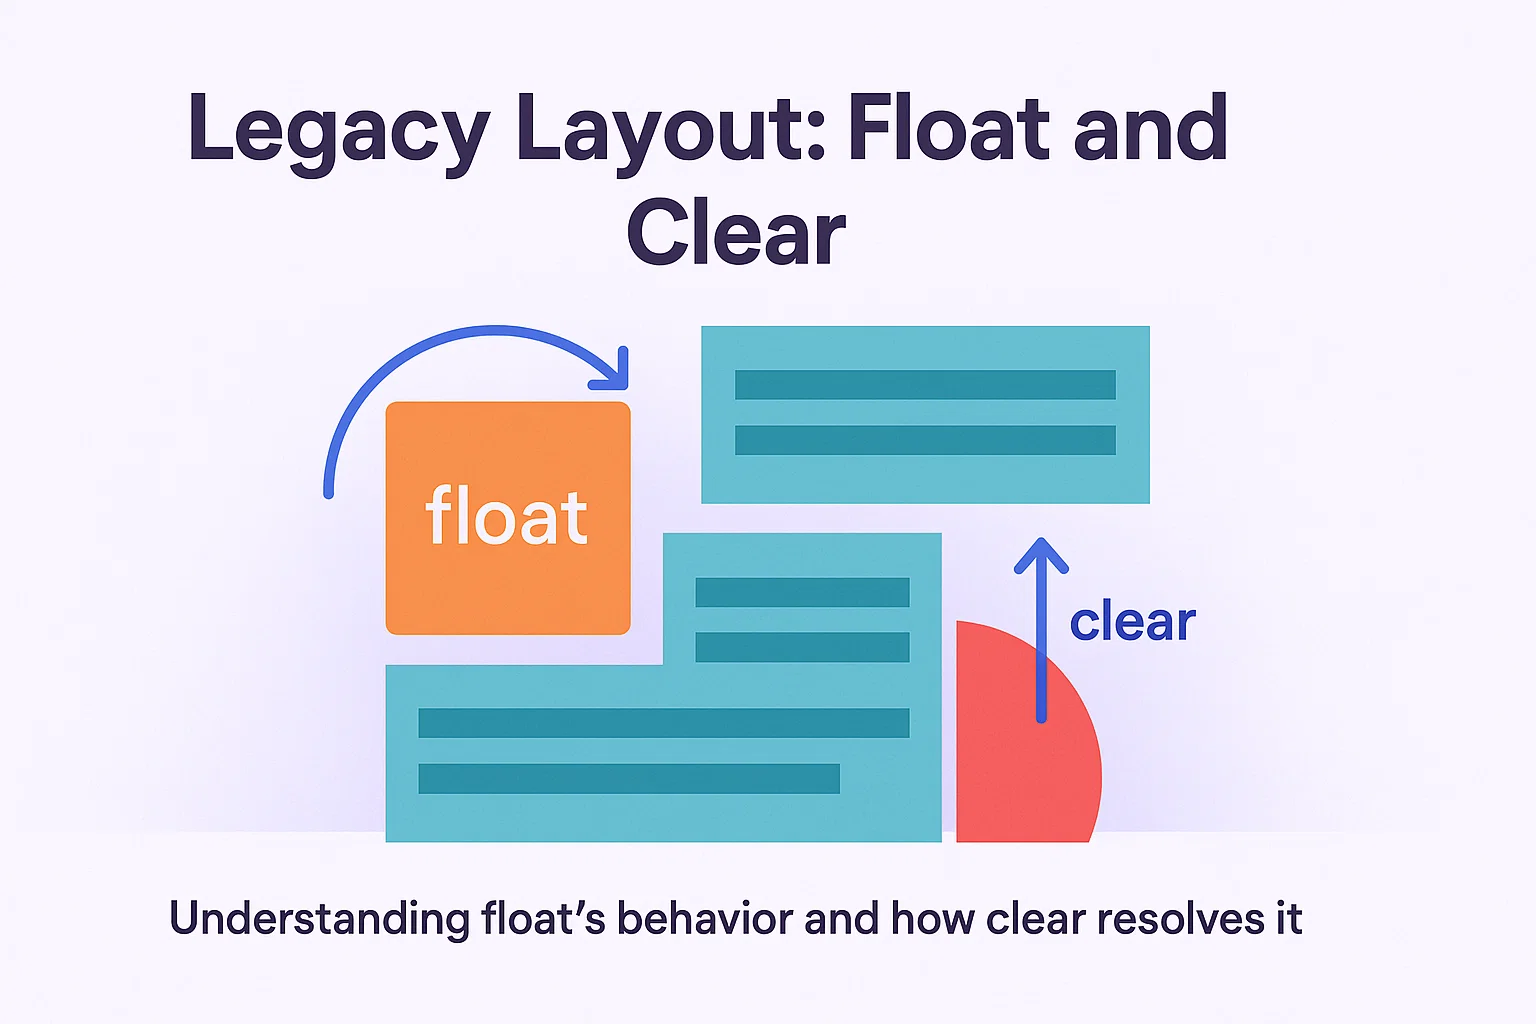 Legacy Layout: Float and
Clear
float
clear
Understanding float’s behavior and how clear resolves it